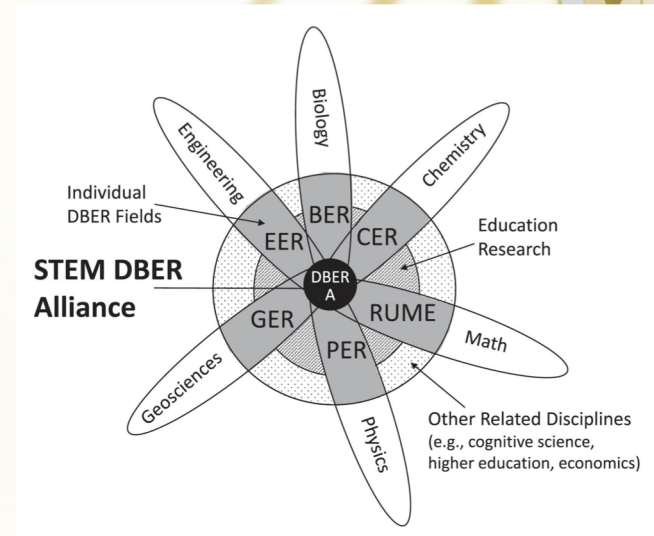 Biology
Engineering
Chemistry
Individual
DBER Fields
BER
EER
CER
Education
Research
STEM DBER
Alliance
DBER
A
GER
RUME
PER
Math
Geosciences
Physics
Other Related Disciplines
(e.g., cognitive science,
higher education, economics)